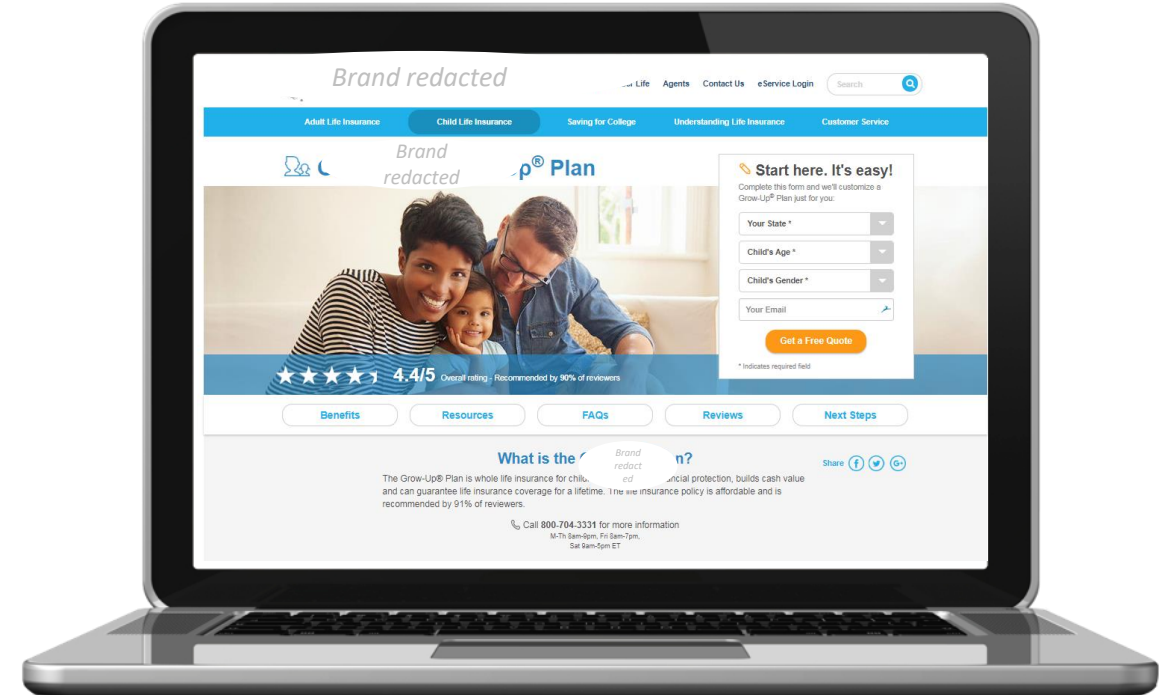 Brand redacted
Life Agents Contact Us eService Login Search
Adult Life Insurance Child Life Insurance Saving for College Understanding Life Insurance Customer Service
Brand
redacted
p® Plan
Start here. It's easy!
Complete this form and we'll customize a
Grow-Up® Plan just for you:
Your State *
Child's Age *
Child's Gender *
Your Email
Get a Free Quote
* Indicates required field
4.4/5 Overall rating - Recommended by 90% of reviewers
Benefits Resources FAQs Reviews Next Steps
What is the
Brand
redact
ed
n?
Share
The Grow-Up® Plan is whole life insurance for financial protection, builds cash value
and can guarantee life insurance coverage for a lifetime. The life insurance policy is affordable and is
recommended by 91% of reviewers.
Call 800-704-3331 for more information
M-Th 8am-9pm, Fri 8am-7pm,
Sat 9am-5pm ET